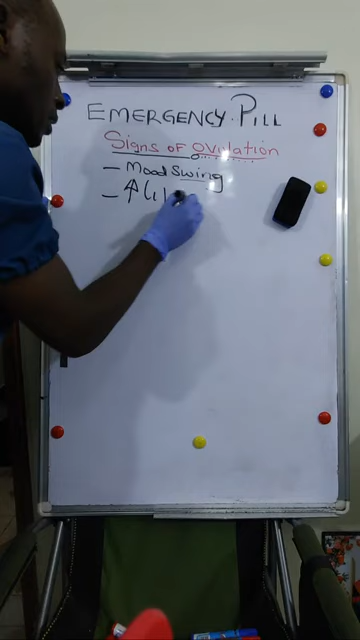 EMERGENCY. PILL
Signs OF OVulation
– Mood Swing
– ↑